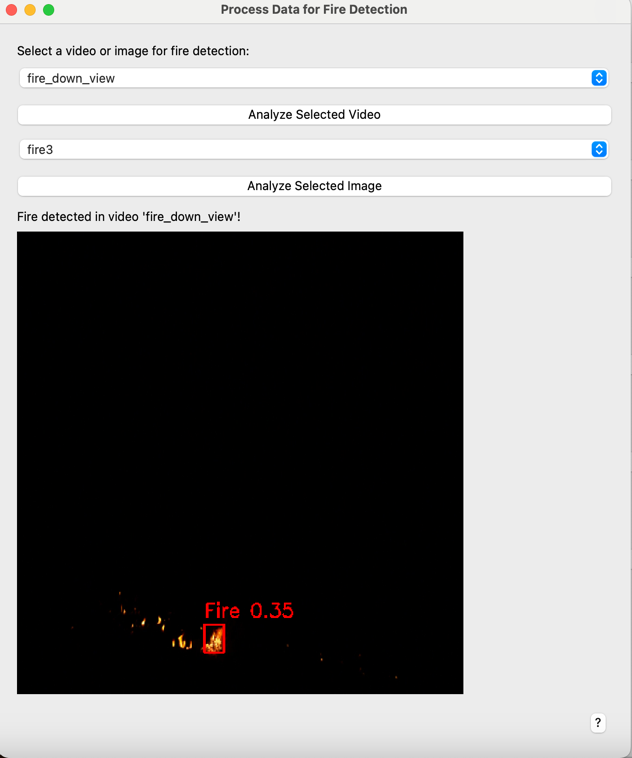 Process Data for Fire Detection
Select a video or image for fire detection:
fire_down_view
Analyze Selected Video
fire3
Analyze Selected Image
Fire detected in video 'fire_down_view'!
Fire 0.35
?